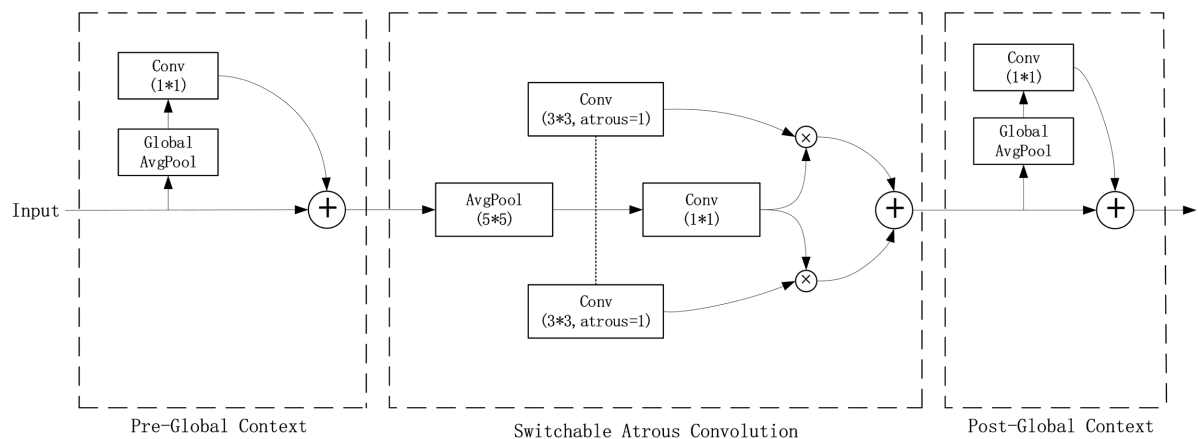 Conv
(1*1)
Global
AvgPool
Input
+
Pre-Global Context
Conv
(3*3, atrous=1)
AvgPool
(5*5)
Conv
(1*1)
Conv
(3*3, atrous=1)
×
×
+
Switchable Atrous Convolution
Conv
(1*1)
Global
AvgPool
+
Post-Global Context